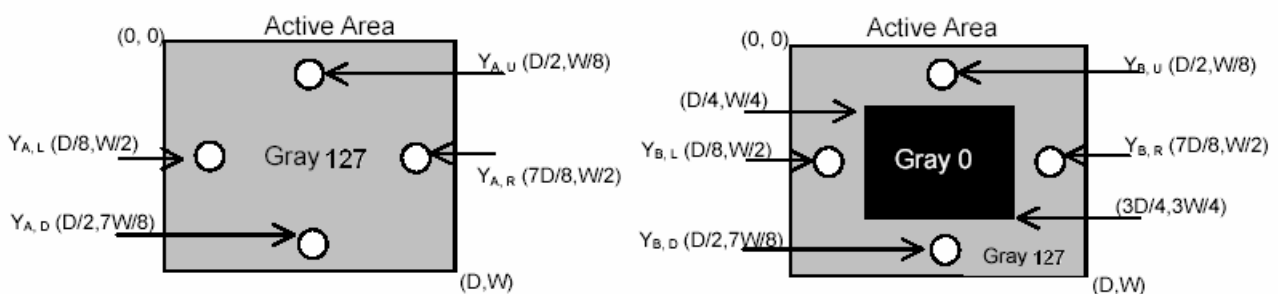 Active Area
(0, 0)
Y_A, U (D/2,W/8)
Y_A, L (D/8,W/2)
Gray 127
Y_A, R (7D/8,W/2)
Y_A, D (D/2,7W/8)
(D,W)
Active Area
(0, 0)
Y_B, U (D/2,W/8)
(D/4,W/4)
Y_B, L (D/8,W/2)
Gray 0
Y_B, R (7D/8,W/2)
(3D/4,3W/4)
Y_B, D (D/2,7W/8)
Gray 127
(D,W)